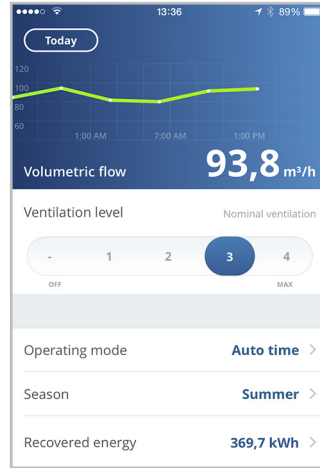 13:36 89%
Today
120
100
80
60
1:00 AM 7:00 AM 1:00 PM
Volumetric flow 93,8 m³/h
Ventilation level Nominal ventilation
- 1 2 3 4
OFF MAX
Operating mode Auto time
Season Summer
Recovered energy 369,7 kWh